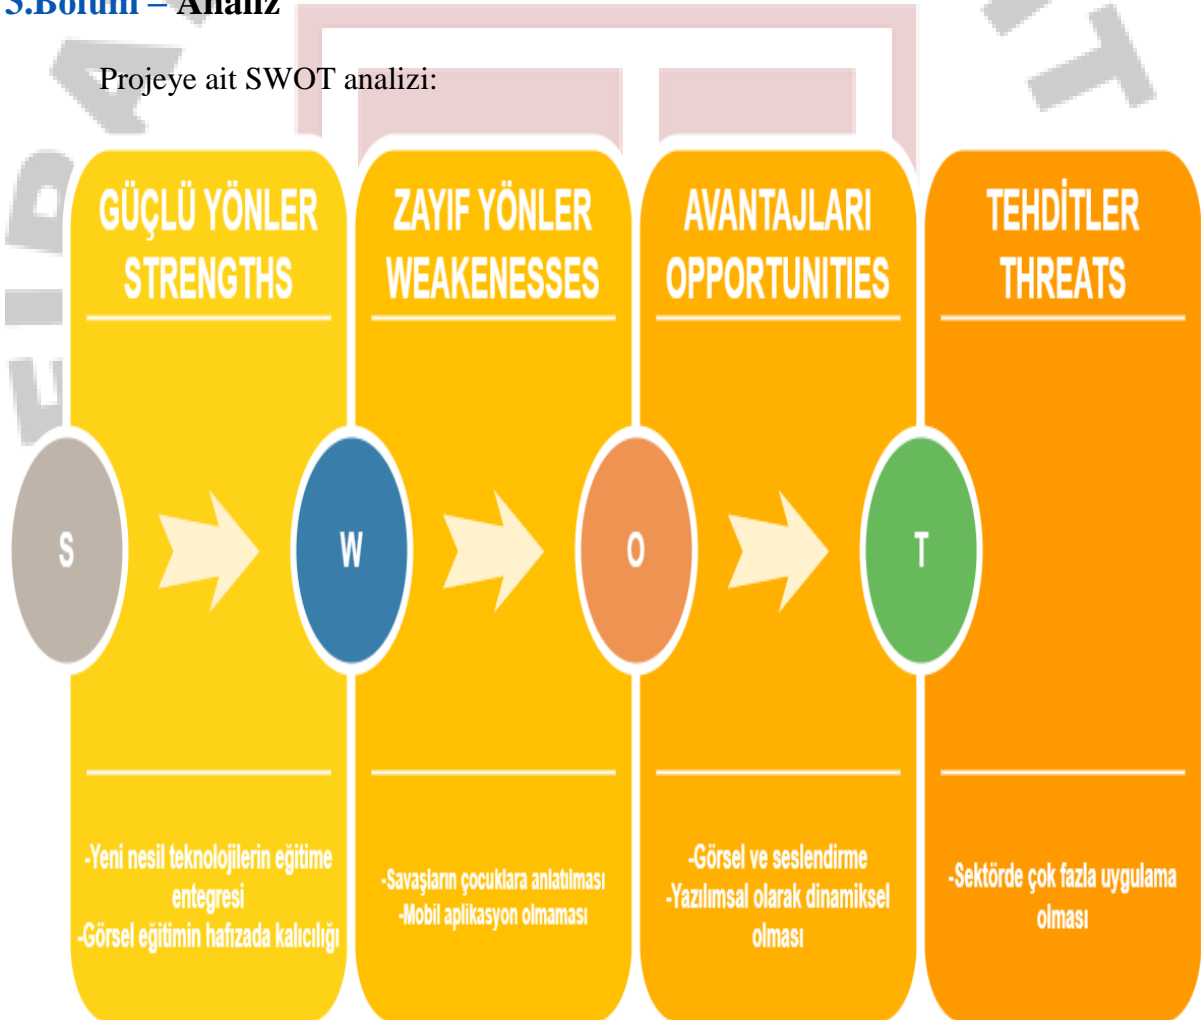 3.Bölüm – Analiz
Projeye ait SWOT analizi:
GÜÇLÜ YÖNLER
STRENGTHS
ZAYIF YÖNLER
WEAKENESSES
AVANTAJLARI
OPPORTUNITIES
TEHDİTLER
THREATS
S
W
O
T
-Yeni nesil teknolojilerin eğitime
entegresi
-Görsel eğitimin hafızada kalıcılığı
-Savaşların çocuklara anlatılması
-Mobil aplikasyon olmaması
-Görsel ve seslendirme
-Yazılımsal olarak dinamiksel
olması
-Sektörde çok fazla uygulama
olması